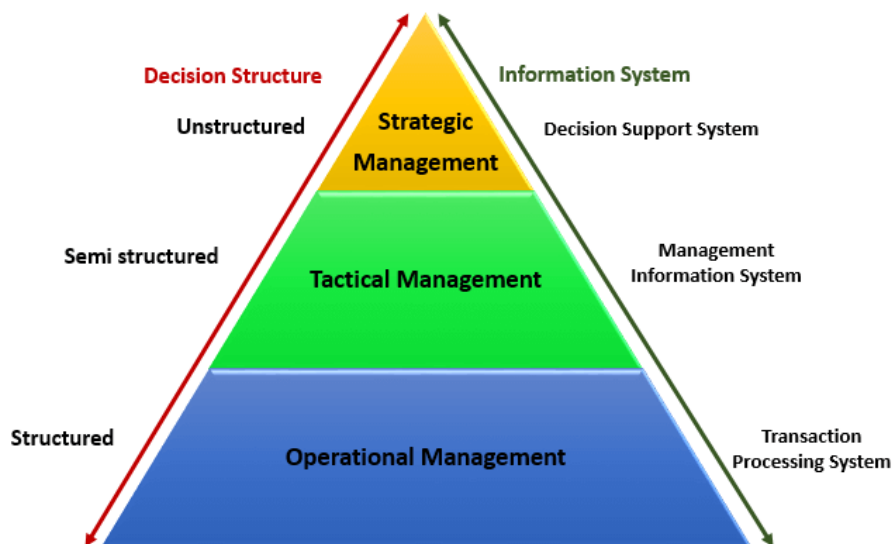 Decision Structure
Information System
Unstructured
Strategic
Management
Decision Support System
Semi structured
Tactical Management
Management
Information System
Structured
Operational Management
Transaction
Processing System